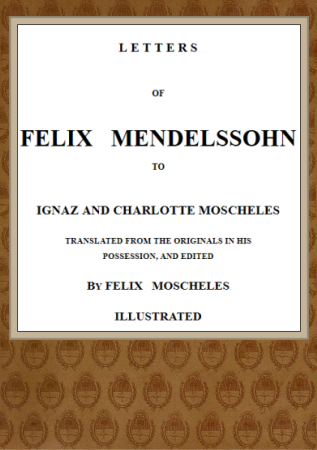 LETTERS
OF
FELIX MENDELSSOHN
TO
IGNAZ AND CHARLOTTE MOSCHELES
TRANSLATED FROM THE ORIGINALS IN HIS
POSSESSION, AND EDITED
BY FELIX MOSCHELES
ILLUSTRATED